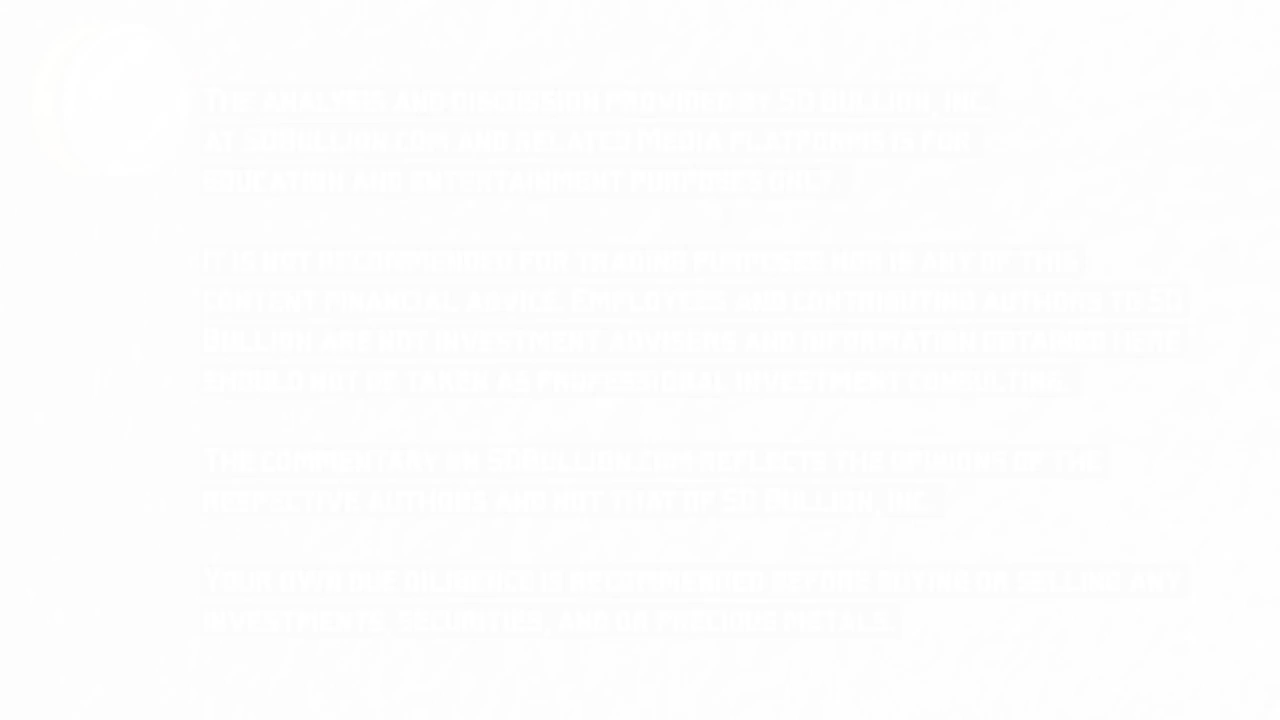 The analysis and discussion provided by SD Bullion, Inc.
at SDBullion.com and related media platforms is for
education and entertainment purposes only.
It is not recommended for trading purposes nor is any of this
content financial advice. Employees and contributing authors to SD
Bullion are not investment advisers and information obtained here
should not be taken as professional investment consulting.
The commentary on SDBullion.com reflects the opinions of the
respective authors and not that of SD Bullion, Inc.
Your own due diligence is recommended before buying or selling any
investments, securities, and or precious metals.